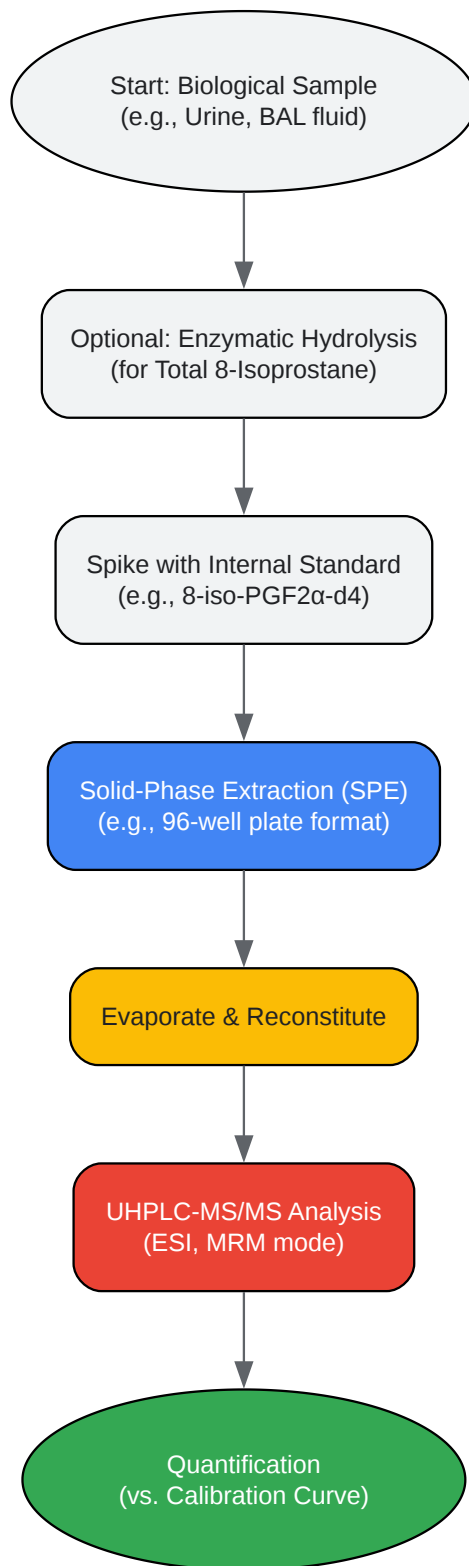 Start: Biological Sample
(e.g., Urine, BAL fluid)
Optional: Enzymatic Hydrolysis
(for Total 8-Isoprostane)
Spike with Internal Standard
(e.g., 8-iso-PGF2α-d4)
Solid-Phase Extraction (SPE)
(e.g., 96-well plate format)
Evaporate & Reconstitute
UHPLC-MS/MS Analysis
(ESI, MRM mode)
Quantification
(vs. Calibration Curve)